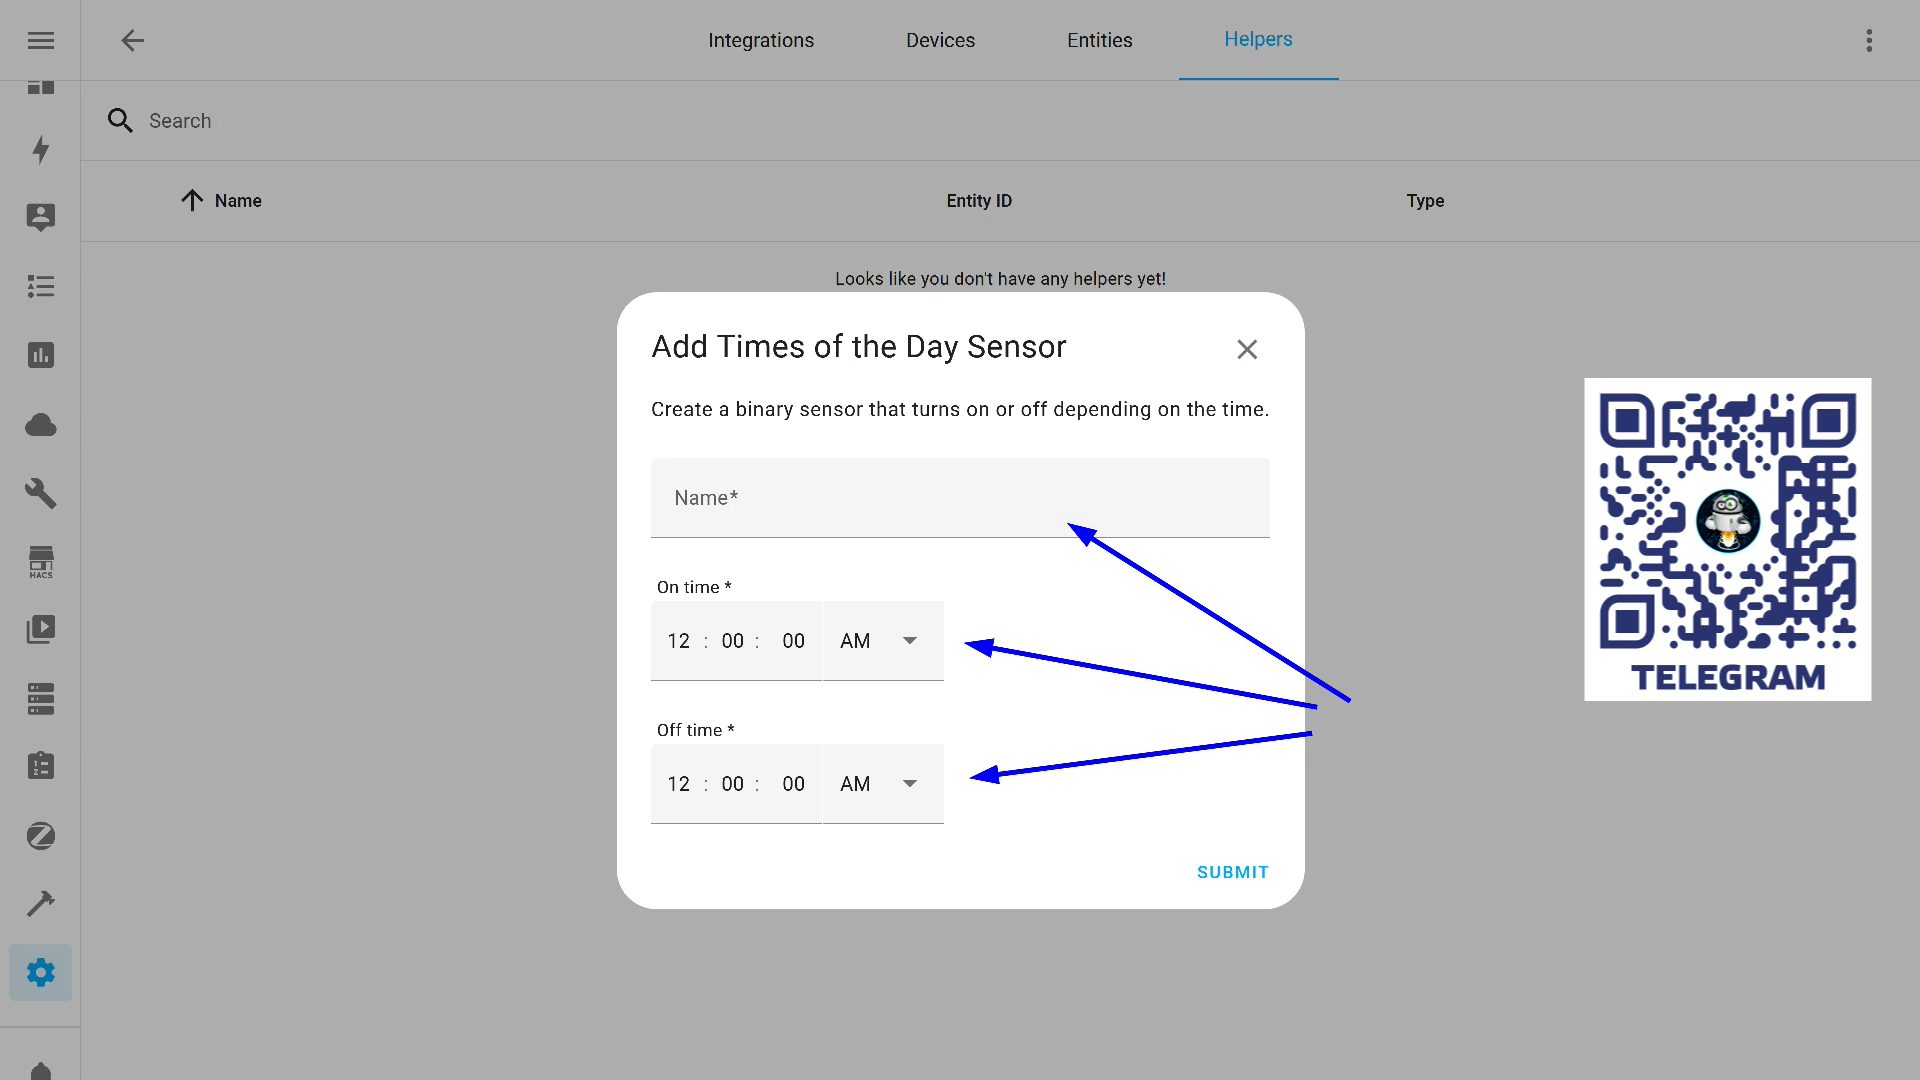 Integrations
Devices
Entities
Helpers
Search
Name
Entity ID
Type
Looks like you don't have any helpers yet!
Add Times of the Day Sensor
Create a binary sensor that turns on or off depending on the time.
Name*
On time *
12 : 00 : 00 AM
Off time *
12 : 00 : 00 AM
SUBMIT
HACS
TELEGRAM